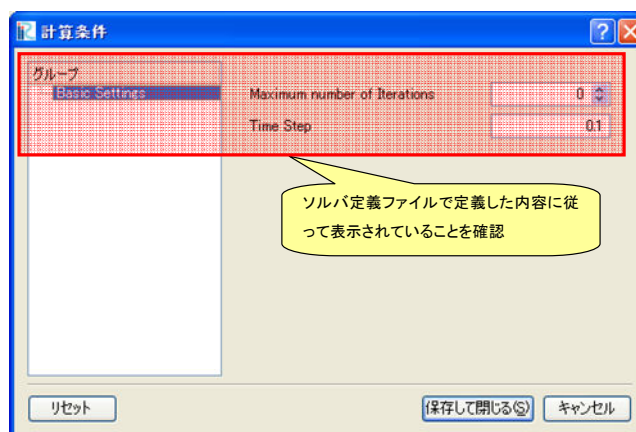 計算条件
グループ
Basic Settings
Maximum number of Iterations 0
Time Step 0.1
ソルバ定義ファイルで定義した内容に従
って表示されていることを確認
リセット 保存して閉じる(S) キャンセル